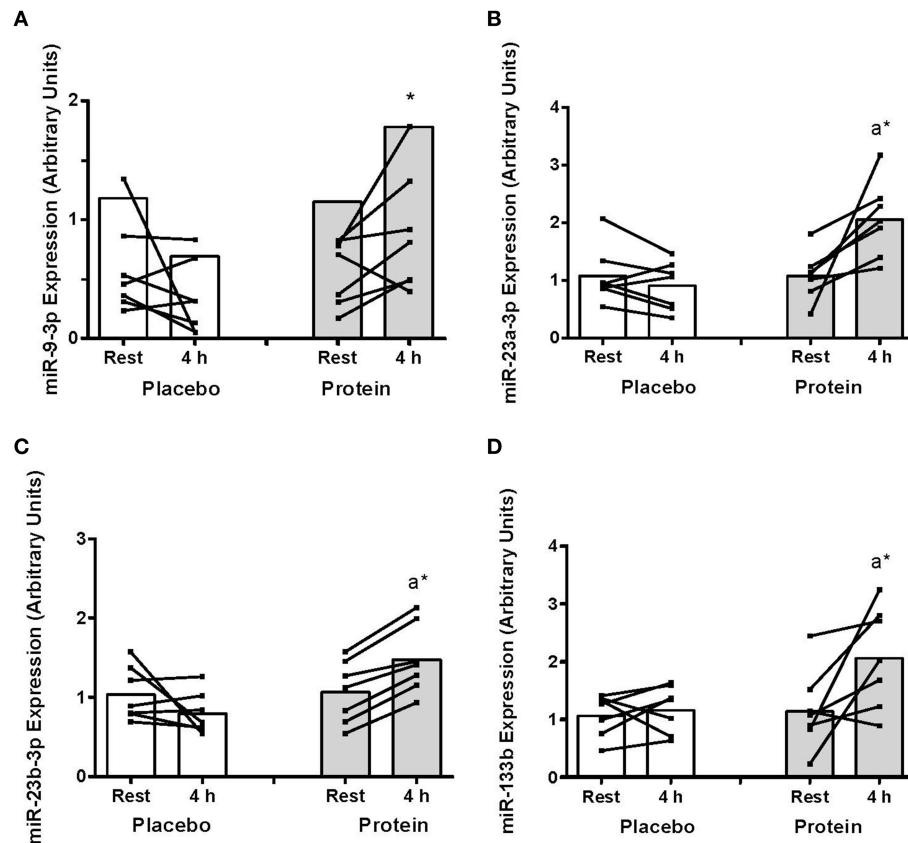 A
miR-9-3p Expression (Arbitrary Units)
2
1
0
*
Rest 4 h Rest 4 h
Placebo Protein
B
miR-23a-3p Expression (Arbitrary Units)
4
3
2
1
0
a*
Rest 4 h Rest 4 h
Placebo Protein
C
miR-23b-3p Expression (Arbitrary Units)
3
2
1
0
a*
Rest 4 h Rest 4 h
Placebo Protein
D
miR-133b Expression (Arbitrary Units)
4
3
2
1
0
a*
Rest 4 h Rest 4 h
Placebo Protein